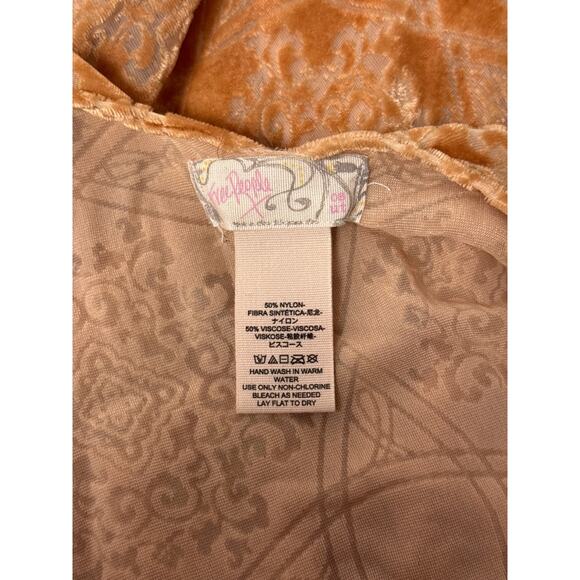 Free People
50% NYLON-
FIBRA SINTÉTICA-尼龙-
ナイロン
50% VISCOSE-VISCOSA-
VISKOSE-粘胶纤维-
ビスコース
HAND WASH IN WARM
WATER
USE ONLY NON-CHLORINE
BLEACH AS NEEDED
LAY FLAT TO DRY